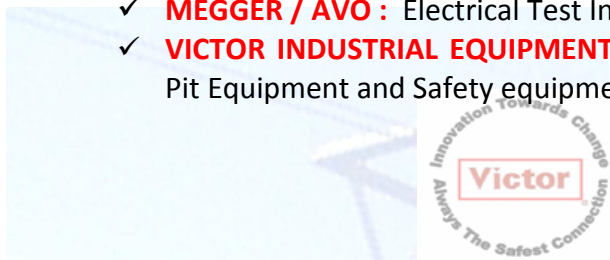 ✓ MEGGER / AVO : Electrical Test In
✓ VICTOR INDUSTRIAL EQUIPMENT
Pit Equipment and Safety equipme
Innovation Towards Change
Victor
Always The Safest Connection